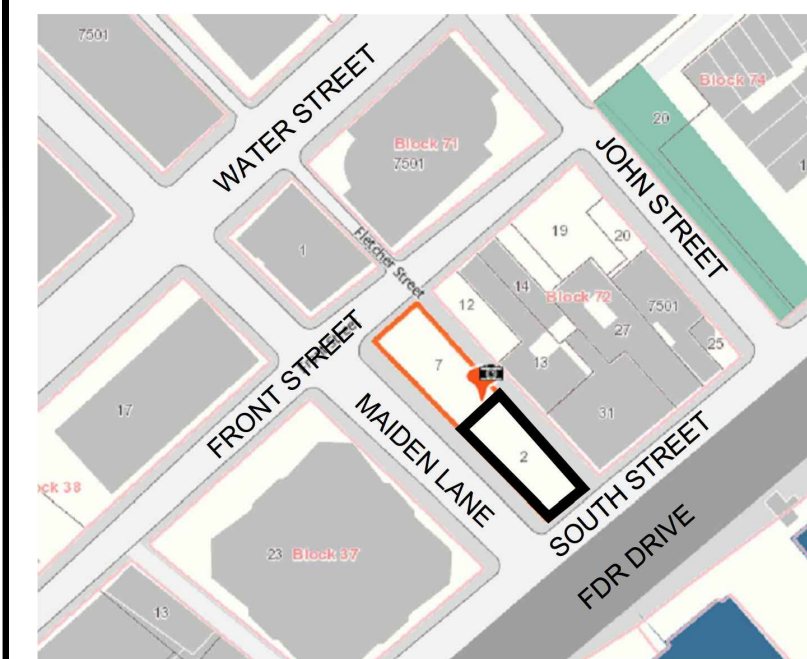 7501
WATER STREET
Block 74
20
Block 71
7501
JOHN STREET
1
Fletcher Street
19
20
12
14
Block 72
7501
27
25
13
7
31
FRONT STREET
MAIDEN LANE
17
2
SOUTH STREET
FDR DRIVE
ck 38
23 Block 37
13